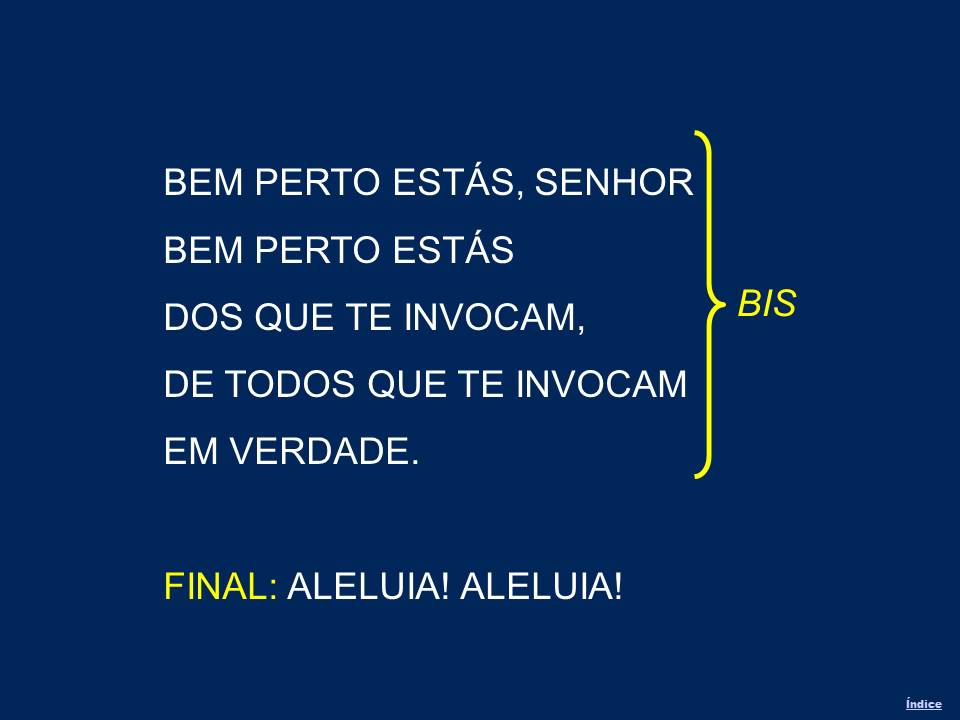 BEM PERTO ESTÁS, SENHOR
BEM PERTO ESTÁS
DOS QUE TE INVOCAM,
DE TODOS QUE TE INVOCAM
EM VERDADE.
BIS
FINAL: ALELUIA! ALELUIA!
Índice